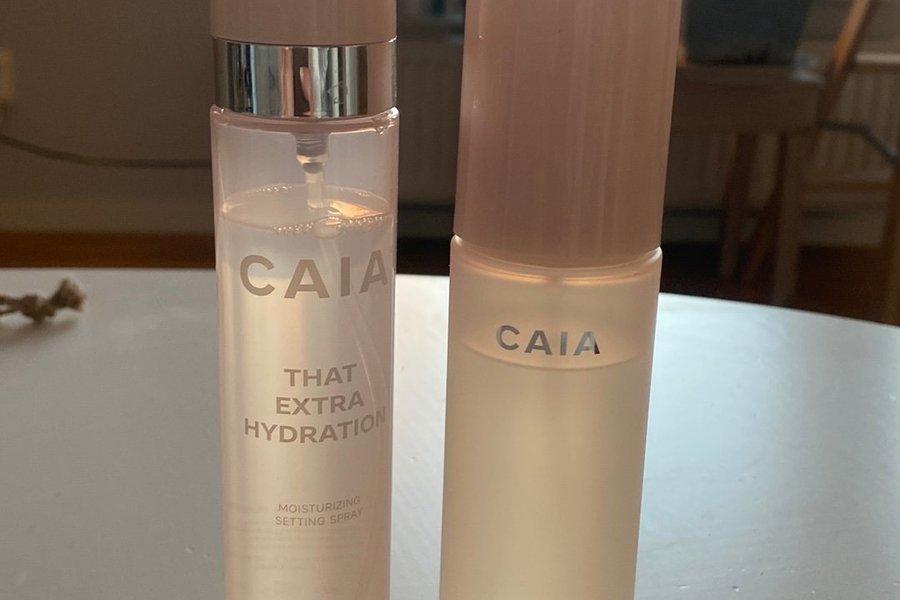 CAIA
THAT
EXTRA
HYDRATION
MOISTURIZING
SETTING SPRAY
CAIA